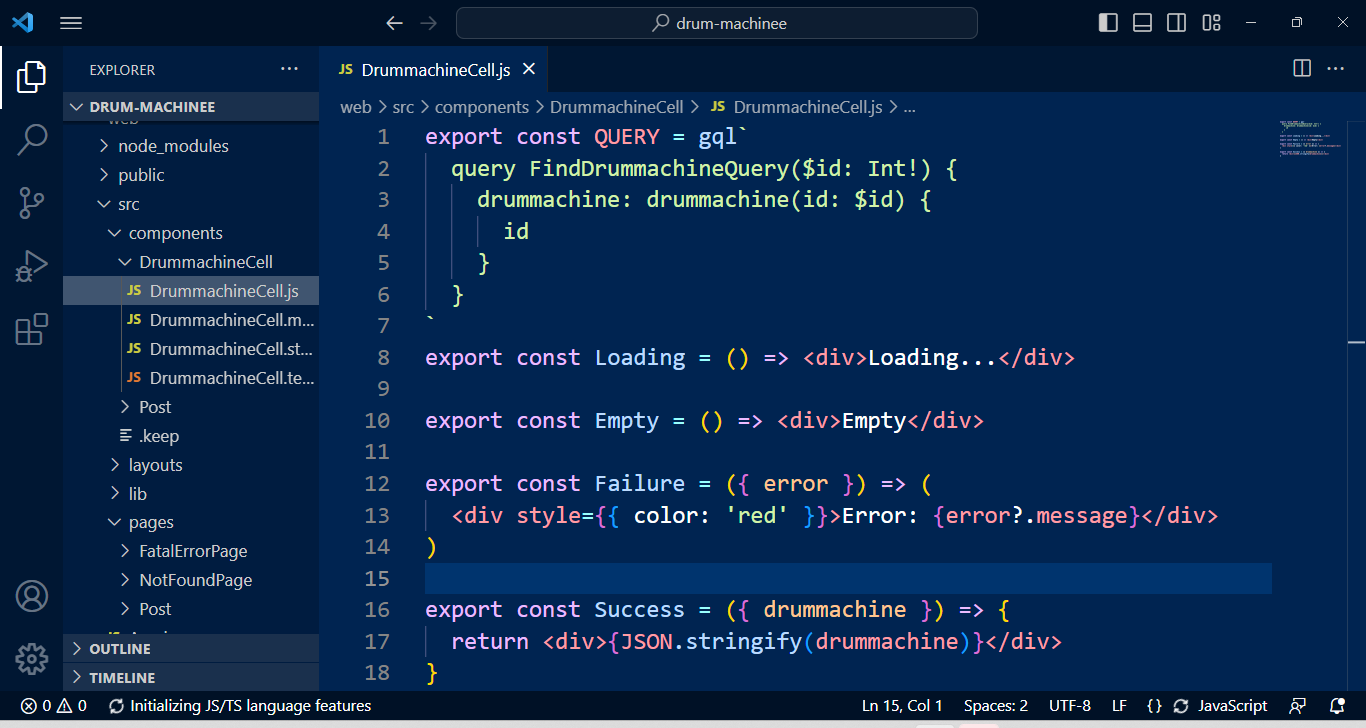 drum-machinee
EXPLORER
DRUM-MACHINEE
node_modules
public
src
components
DrummachineCell
JS DrummachineCell.js
JS DrummachineCell.m...
JS DrummachineCell.st...
JS DrummachineCell.te...
Post
.keep
layouts
lib
pages
FatalErrorPage
NotFoundPage
Post
OUTLINE
TIMELINE
JS DrummachineCell.js
web > src > components > DrummachineCell > JS DrummachineCell.js > ...
1 export const QUERY = gql`
2 query FindDrummachineQuery($id: Int!) {
3 drummachine: drummachine(id: $id) {
4 id
5 }
6 }
7 `
8 export const Loading = () => <div>Loading...</div>
9
10 export const Empty = () => <div>Empty</div>
11
12 export const Failure = ({ error }) => (
13 <div style={{ color: 'red' }}>Error: {error?.message}</div>
14 )
15
16 export const Success = ({ drummachine }) => {
17 return <div>{JSON.stringify(drummachine)}</div>
18 }
0 0 Initializing JS/TS language features
Ln 15, Col 1 Spaces: 2 UTF-8 LF {} JavaScript